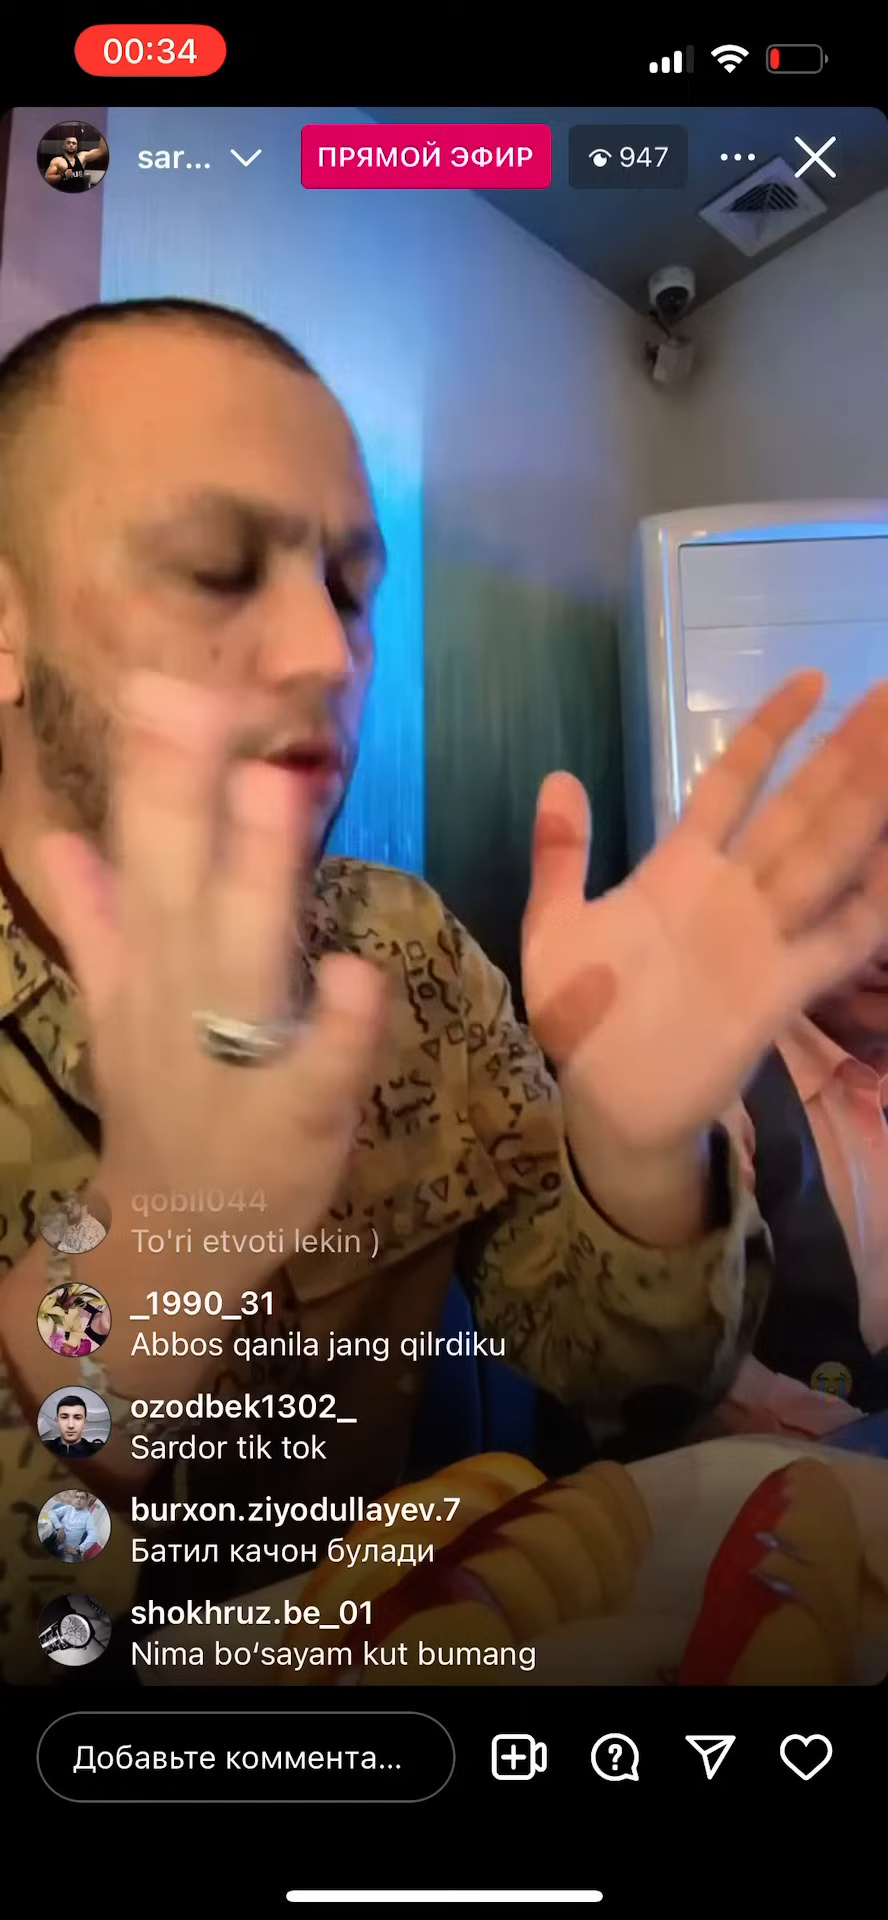 00:34
sar...
ПРЯМОЙ ЭФИР
947
qobil044
To'ri etvoti lekin )
_1990_31
Abbos qanila jang qilrdiku
ozodbek1302_
Sardor tik tok
burxon.ziyodullayev.7
Батил качон булади
shokhruz.be_01
Nima bo‘sayam kut bumang
Добавьте коммента...